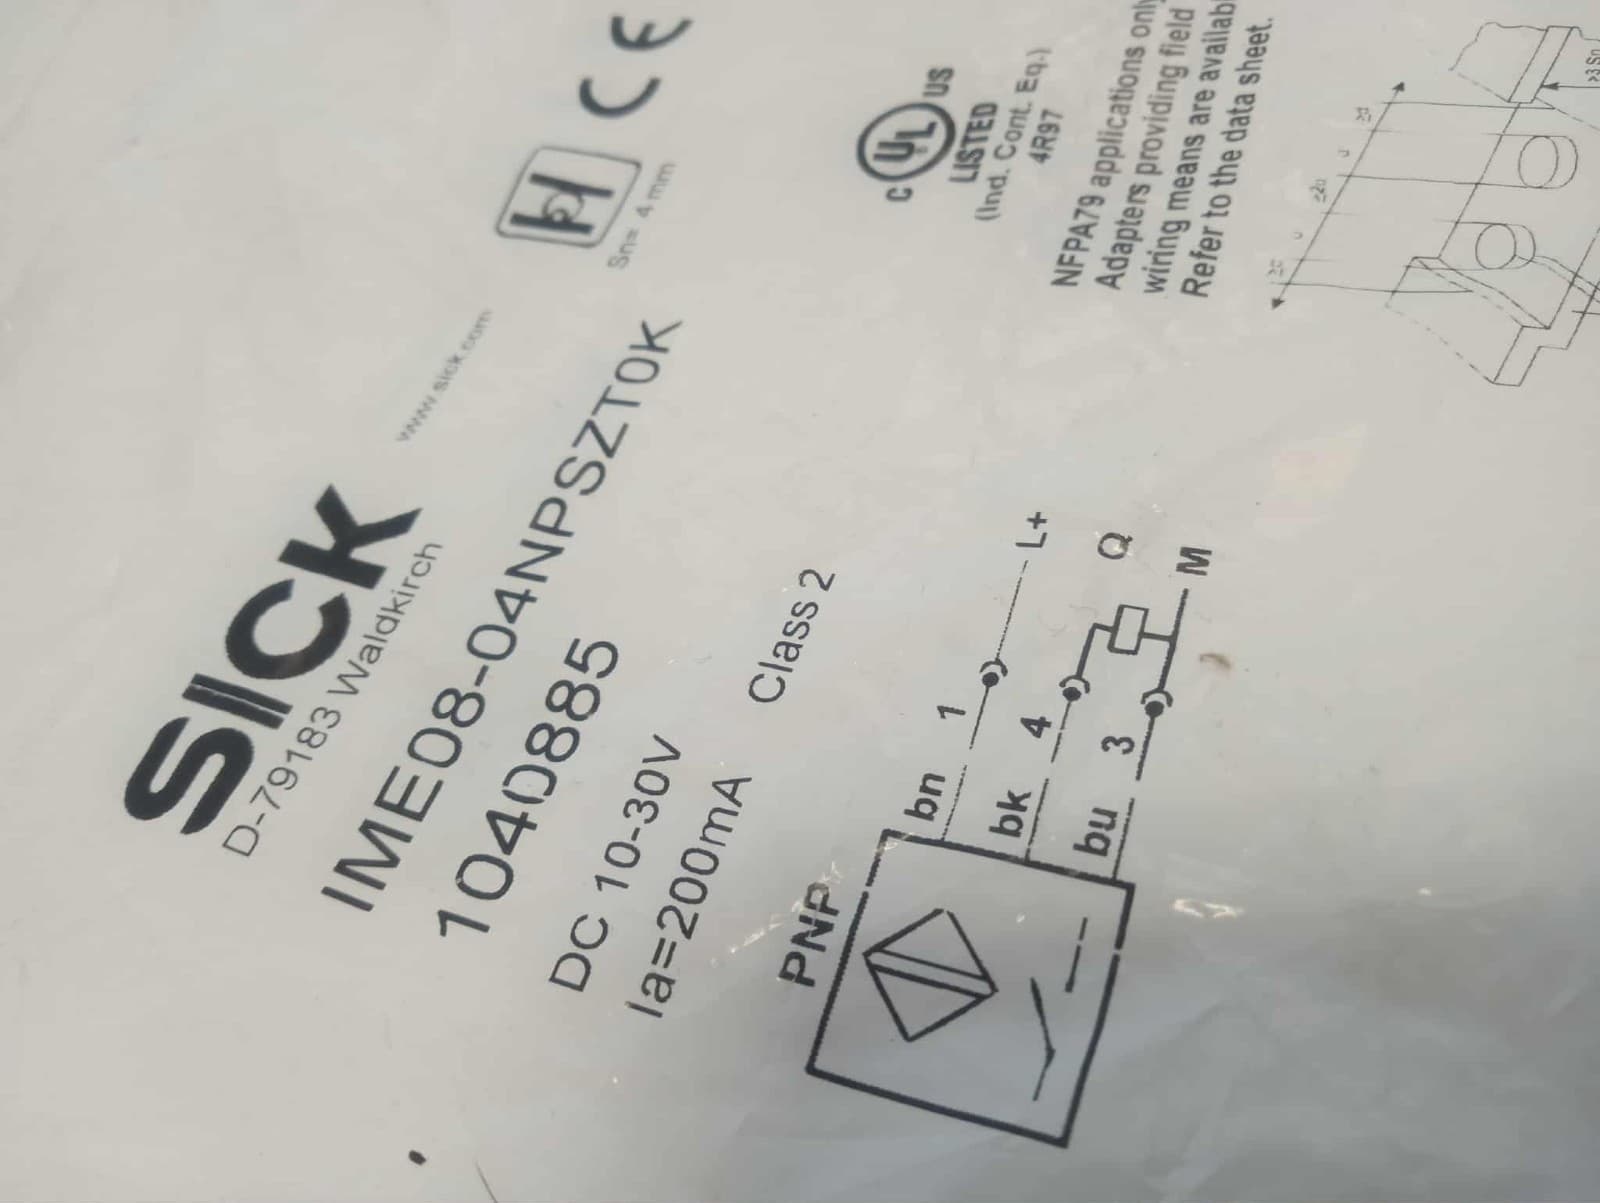 SICK
D-79183 Waldkirch
www.sick.com
IME08-04NPSZT0K
1040885
Sn= 4 mm
CE
DC 10-30V
Ia=200mA
Class 2
PNP
bn 1 L+
bk 4 Q
bu 3 M
C UL US
LISTED
(Ind. Cont. Eq.)
4R97
NFPA79 applications only
Adapters providing field
wiring means are availab
Refer to the data sheet.